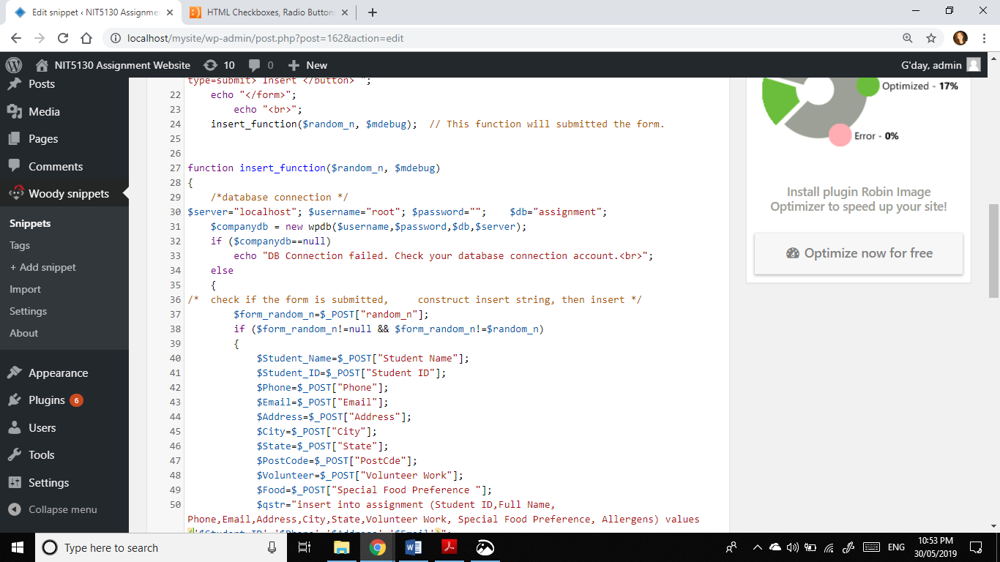 Edit snippet ‹ NIT5130 Assignme
HTML Checkboxes, Radio Button
localhost/mysite/wp-admin/post.php?post=162&action=edit
NIT5130 Assignment Website
10
0
New
G'day, admin
Posts
Media
Pages
Comments
Woody snippets
Snippets
Tags
+ Add snippet
Import
Settings
About
Appearance
Plugins 6
Users
Tools
Settings
Collapse menu
type=submit> Insert </button> ";
22 echo "</form>";
23 echo "<br>";
24 insert_function($random_n, $mdebug); // This function will submitted the form.
25
26
27 function insert_function($random_n, $mdebug)
28 {
29 /*database connection */
30 $server="localhost"; $username="root"; $password=""; $db="assignment";
31 $companydb = new wpdb($username,$password,$db,$server);
32 if ($companydb==null)
33 echo "DB Connection failed. Check your database connection account.<br>";
34 else
35 {
36 /* check if the form is submitted, construct insert string, then insert */
37 $form_random_n=$_POST["random_n"];
38 if ($form_random_n!=null && $form_random_n!=$random_n)
39 {
40 $Student_Name=$_POST["Student Name"];
41 $Student_ID=$_POST["Student ID"];
42 $Phone=$_POST["Phone"];
43 $Email=$_POST["Email"];
44 $Address=$_POST["Address"];
45 $City=$_POST["City"];
46 $State=$_POST["State"];
47 $PostCode=$_POST["PostCde"];
48 $Volunteer=$_POST["Volunteer Work"];
49 $Food=$_POST["Special Food Preference "];
50 $qstr="insert into assignment (Student ID,Full Name,
Phone,Email,Address,City,State,Volunteer Work, Special Food Preference, Allergens) values
('$Student_ID','$Phone','$Address','$Email')";
Optimized - 17%
Error - 0%
Install plugin Robin Image
Optimizer to speed up your site!
Optimize now for free
Type here to search
ENG
10:53 PM
30/05/2019